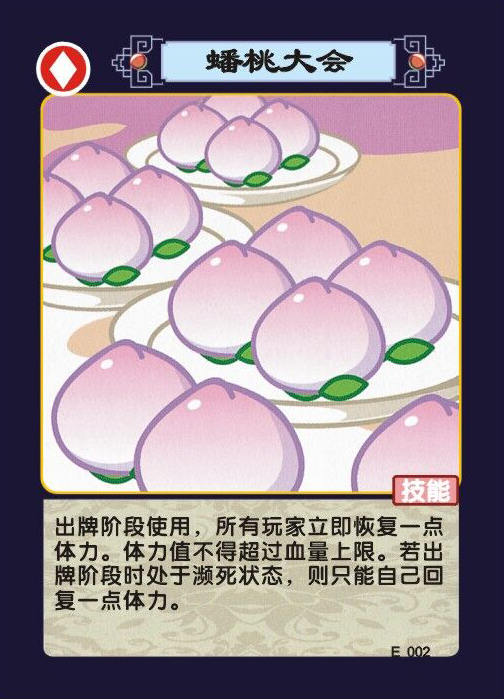 蟠桃大会
技能
出牌阶段使用，所有玩家立即恢复一点
体力。体力值不得超过血量上限。若出
牌阶段时处于濒死状态，则只能自己回
复一点体力。
E 002